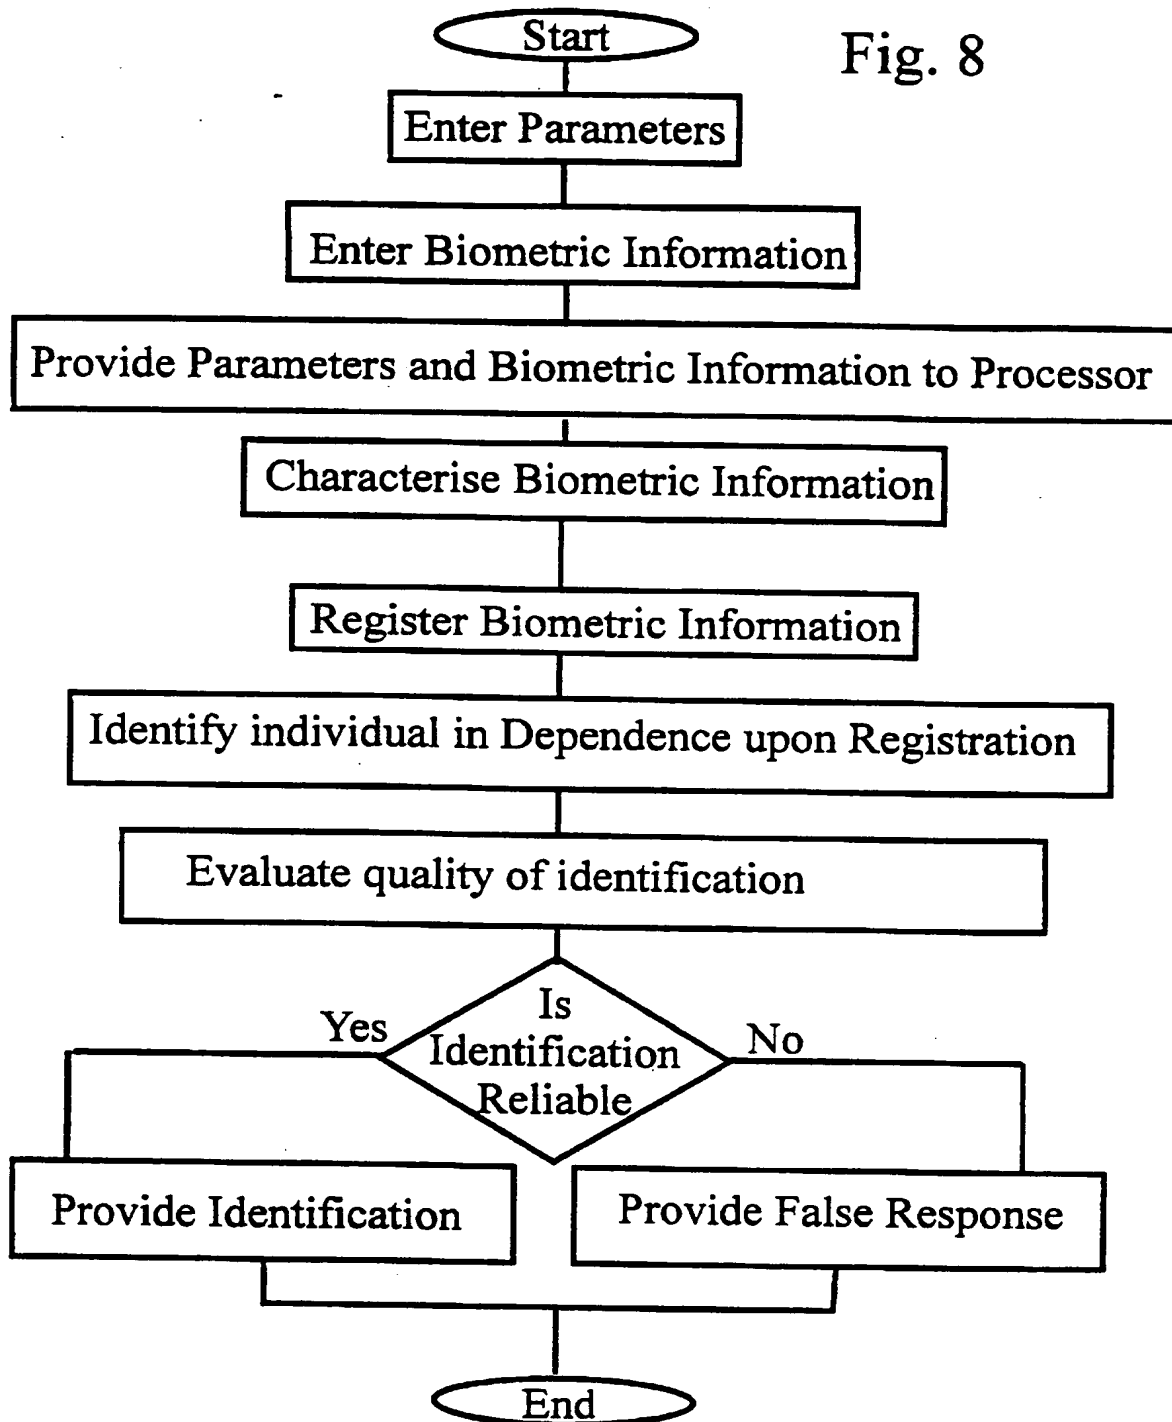 Start
Fig. 8
Enter Parameters
Enter Biometric Information
Provide Parameters and Biometric Information to Processor
Characterise Biometric Information
Register Biometric Information
Identify individual in Dependence upon Registration
Evaluate quality of identification
Is
Identification
Reliable
Yes
No
Provide Identification
Provide False Response
End